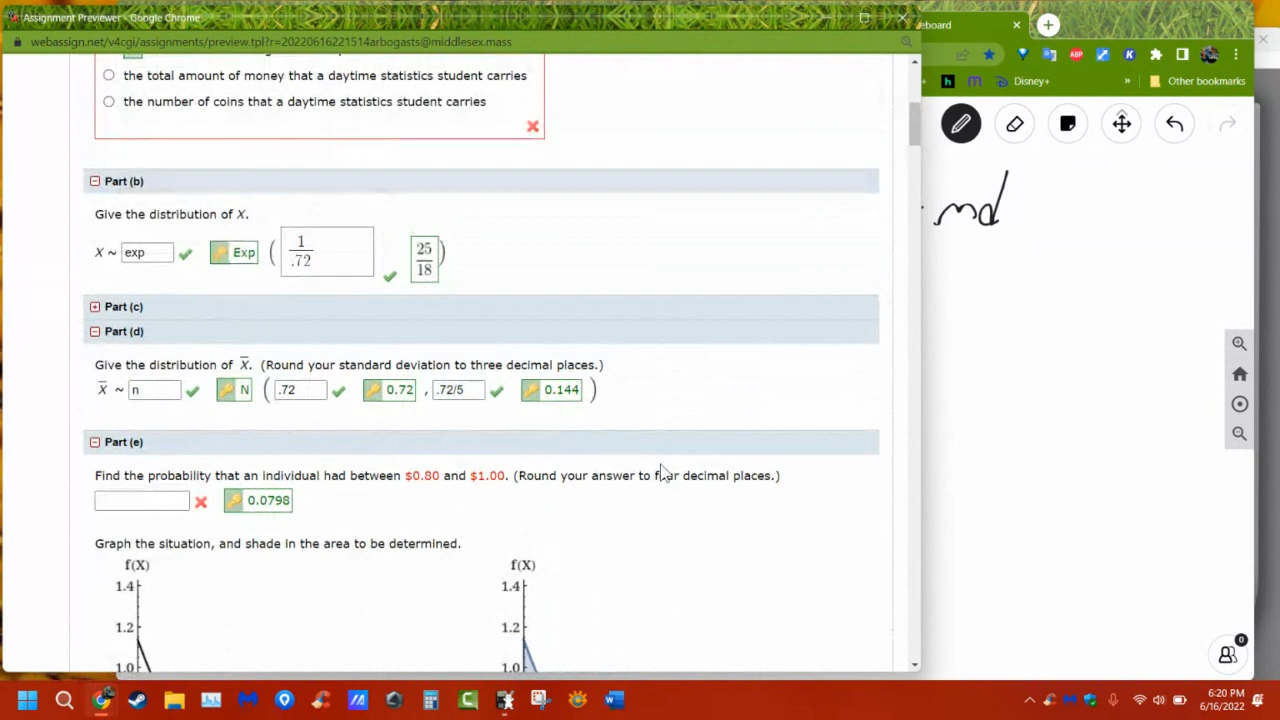 Assignment Previewer - Google Chrome
eboard
webassign.net/v4cgi/assignments/preview.tpl?r=20220616221514arbogasts@middlesex.mass
ABP
K
h
Disney+
»
Other bookmarks
the total amount of money that a daytime statistics student carries
the number of coins that a daytime statistics student carries
Part (b)
Give the distribution of X.
X ~ exp Exp ( 1/.72 25/18 )
md
Part (c)
Part (d)
Give the distribution of X̅. (Round your standard deviation to three decimal places.)
X̅ ~ n N ( .72 0.72 , .72/5 0.144 )
Part (e)
Find the probability that an individual had between $0.80 and $1.00. (Round your answer to four decimal places.)
0.0798
Graph the situation, and shade in the area to be determined.
f(X) f(X)
1.4 1.4
1.2 1.2
1.0 1.0
0
6:20 PM
6/16/2022